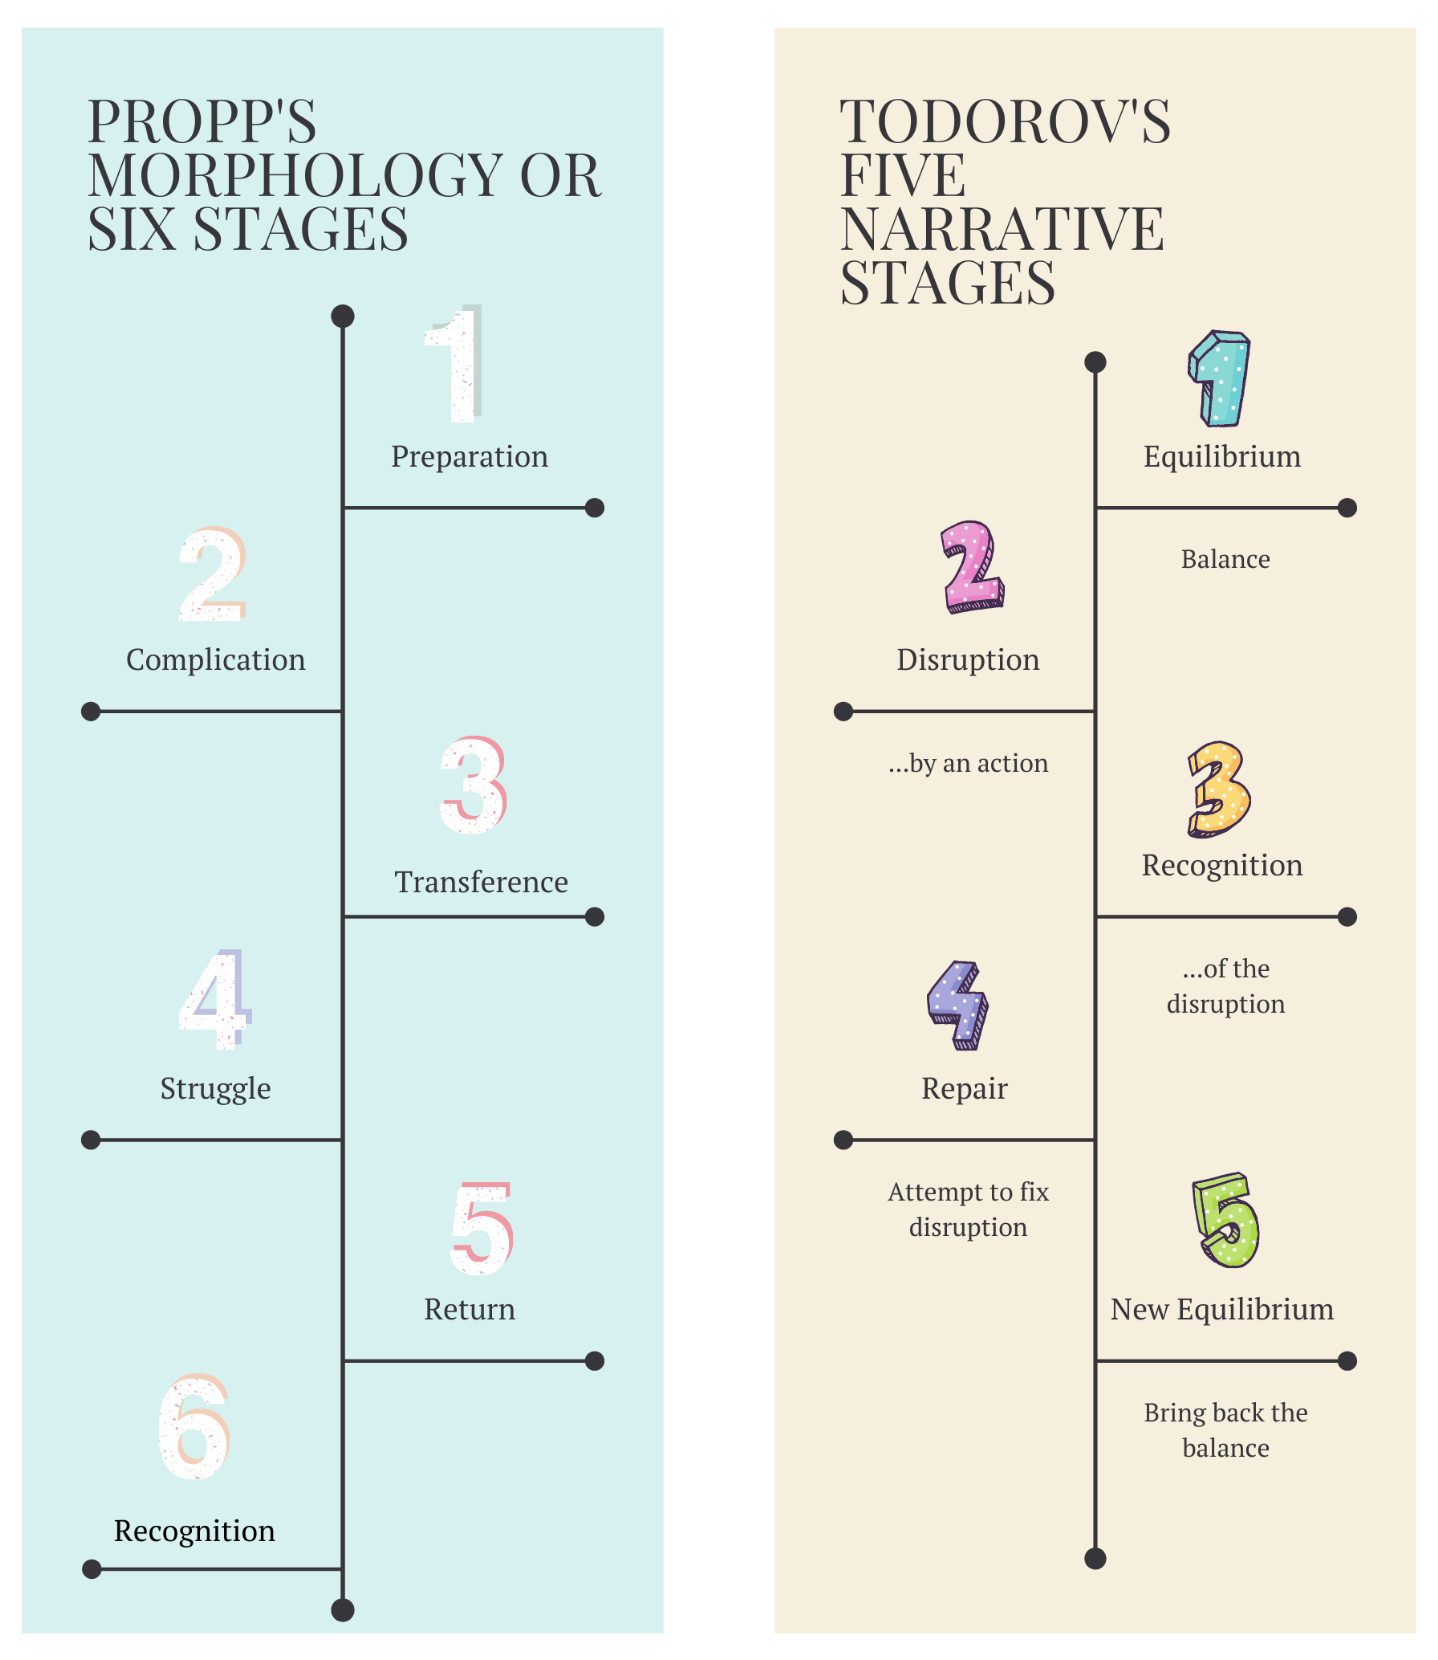 PROPP'S
MORPHOLOGY OR
SIX STAGES
1
Preparation
2
Complication
3
Transference
4
Struggle
5
Return
6
Recognition
TODOROV'S
FIVE
NARRATIVE
STAGES
1
Equilibrium
Balance
2
Disruption
...by an action
3
Recognition
...of the
disruption
4
Repair
Attempt to fix
disruption
5
New Equilibrium
Bring back the
balance